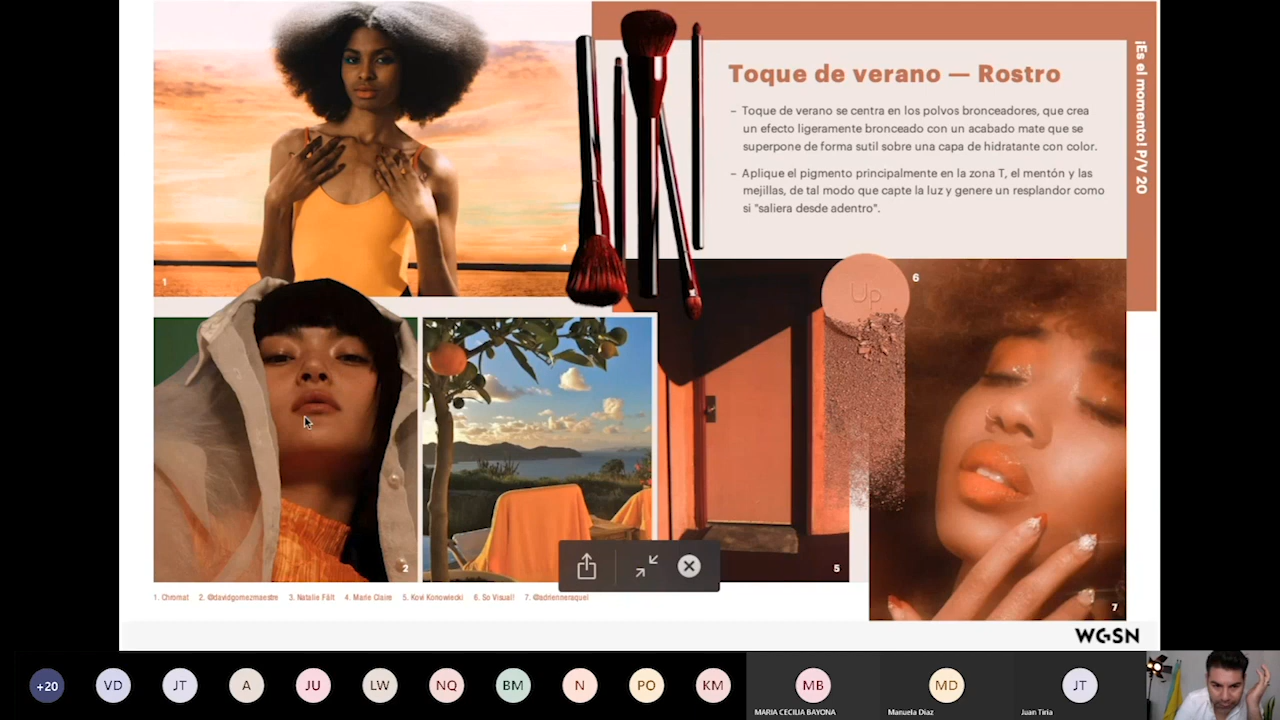 Toque de verano — Rostro
– Toque de verano se centra en los polvos bronceadores, que crea
un efecto ligeramente bronceado con un acabado mate que se
superpone de forma sutil sobre una capa de hidratante con color.
– Aplique el pigmento principalmente en la zona T, el mentón y las
mejillas, de tal modo que capte la luz y genere un resplandor como
si "saliera desde adentro".
¡Es el momento! P/V 20
1
4
6
Up
2
5
7
1. Chromat 2. @davidgomezmaestre 3. Natalie Fält 4. Marie Claire 5. Kovi Konowiecki 6. So Visual! 7. @adrienneraquel
WGSN
+20 VD JT A JU LW NQ BM N PO KM MB MD JT
MARIA CECILIA BAYONA Manuela Diaz Juan Tiria